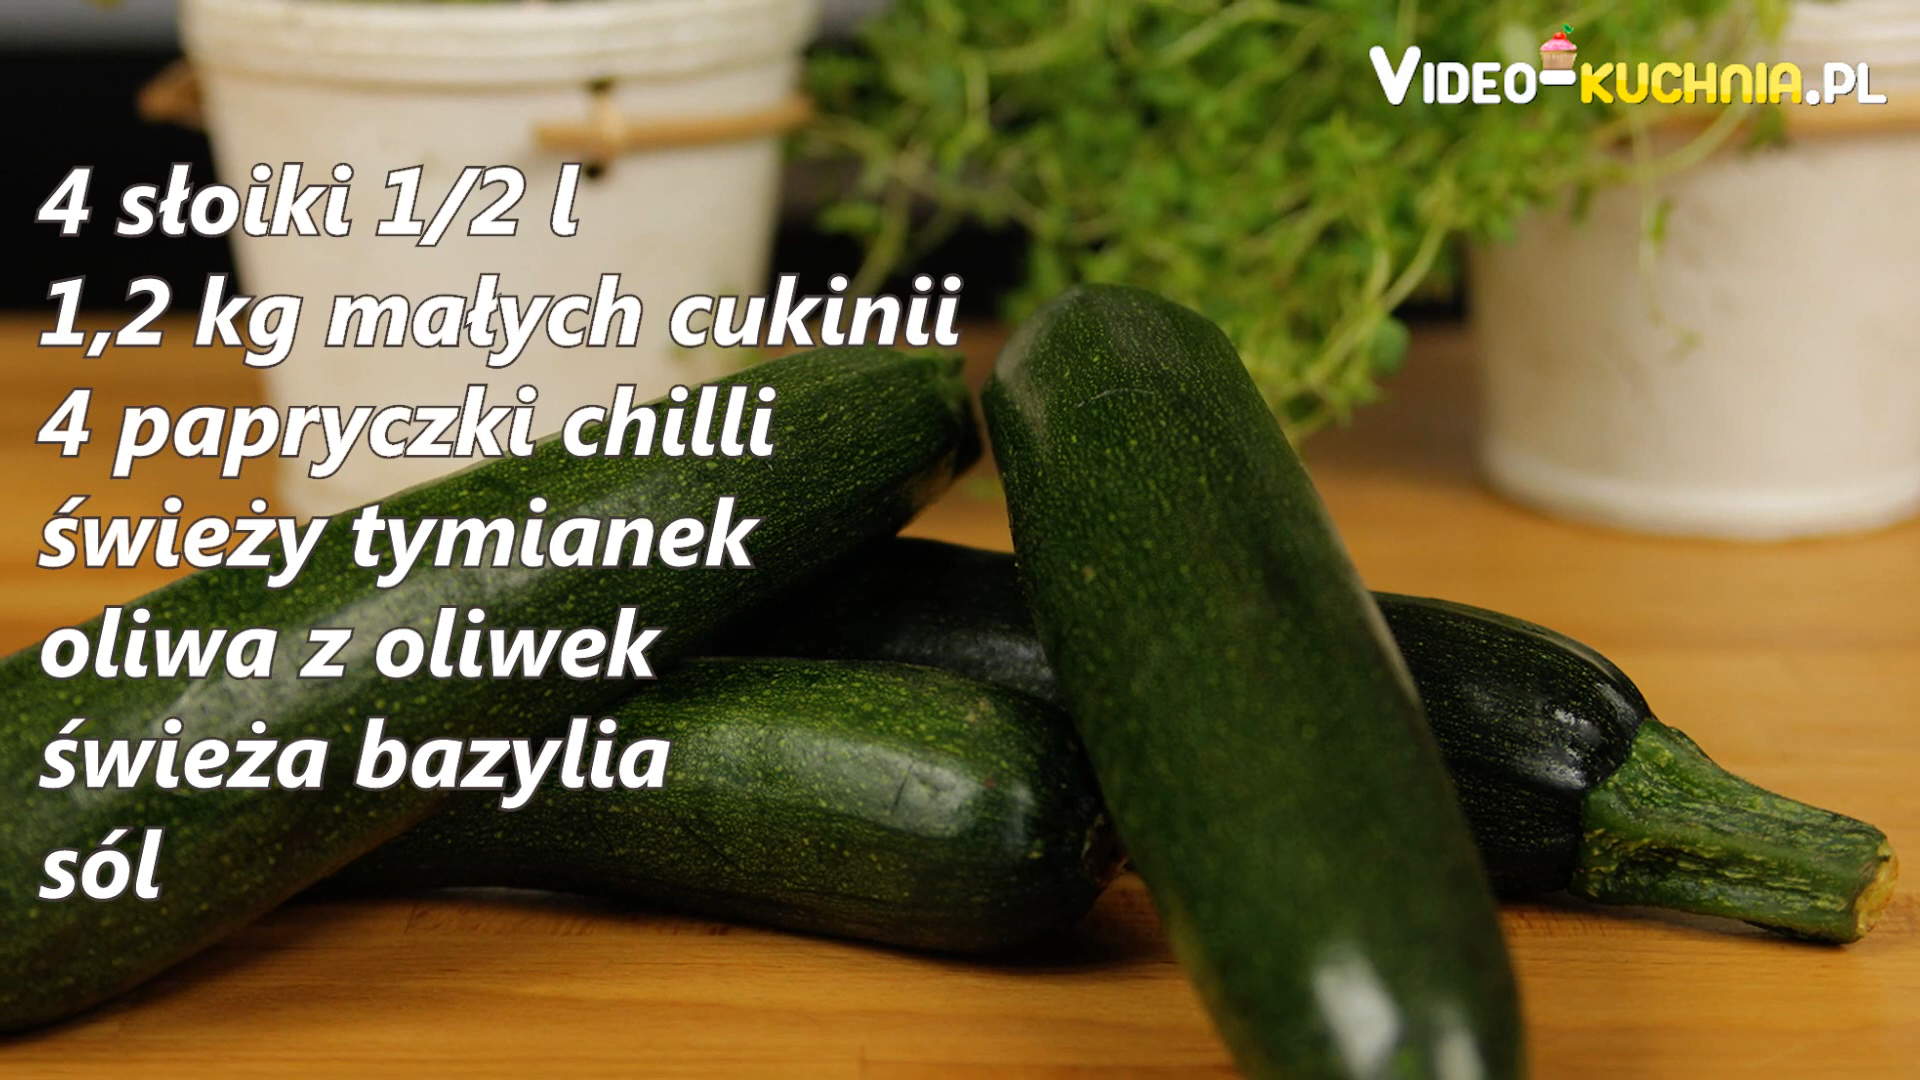 VIDEO-KUCHNIA.PL
4 słoiki 1/2 l
1,2 kg małych cukinii
4 papryczki chilli
świeży tymianek
oliwa z oliwek
świeża bazylia
sól